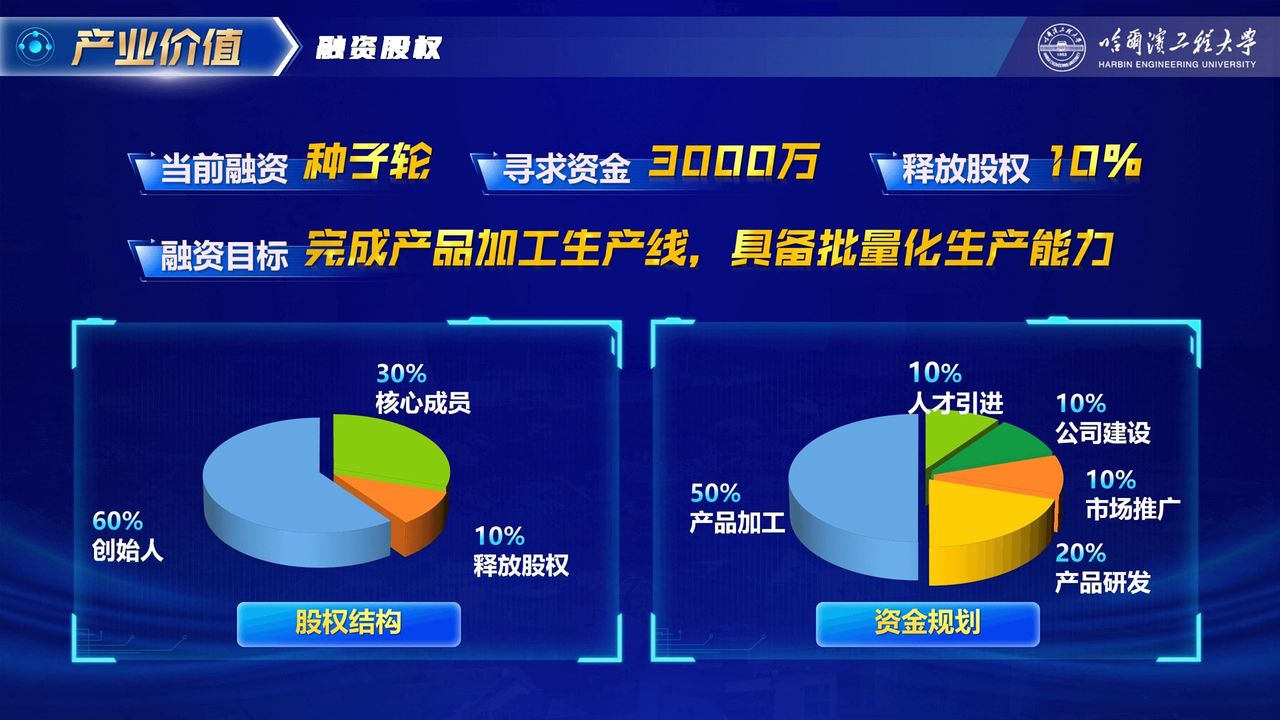 产业价值
融资股权
哈尔滨工程大学
HARBIN ENGINEERING UNIVERSITY
当前融资 种子轮
寻求资金 3000万
释放股权 10%
融资目标 完成产品加工生产线，具备批量化生产能力
30%
核心成员
60%
创始人
10%
释放股权
股权结构
10%
人才引进
10%
公司建设
50%
产品加工
10%
市场推广
20%
产品研发
资金规划